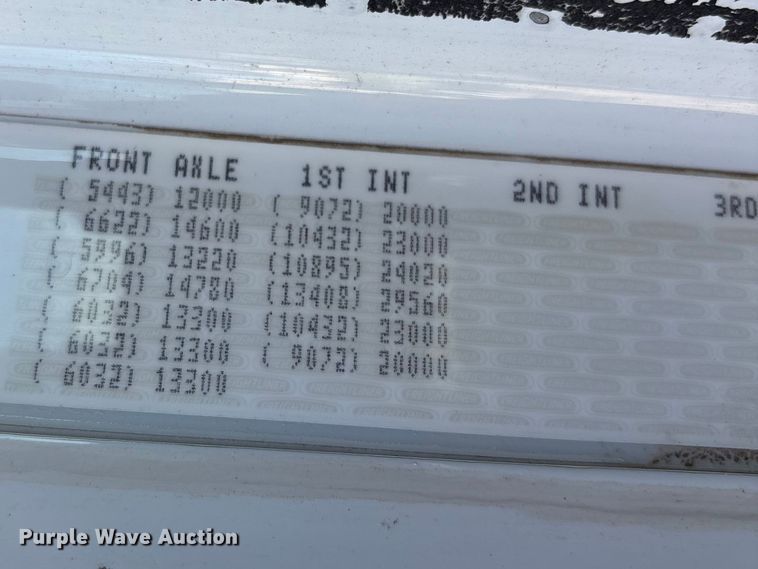 FRONT AXLE 1ST INT 2ND INT 3RD
( 5443) 12000 ( 9072) 20000
( 6622) 14600 (10432) 23000
( 5996) 13220 (10895) 24020
( 6704) 14780 (13408) 29560
( 6032) 13300 (10432) 23000
( 6032) 13300 ( 9072) 20000
( 6032) 13300
Purple Wave Auction